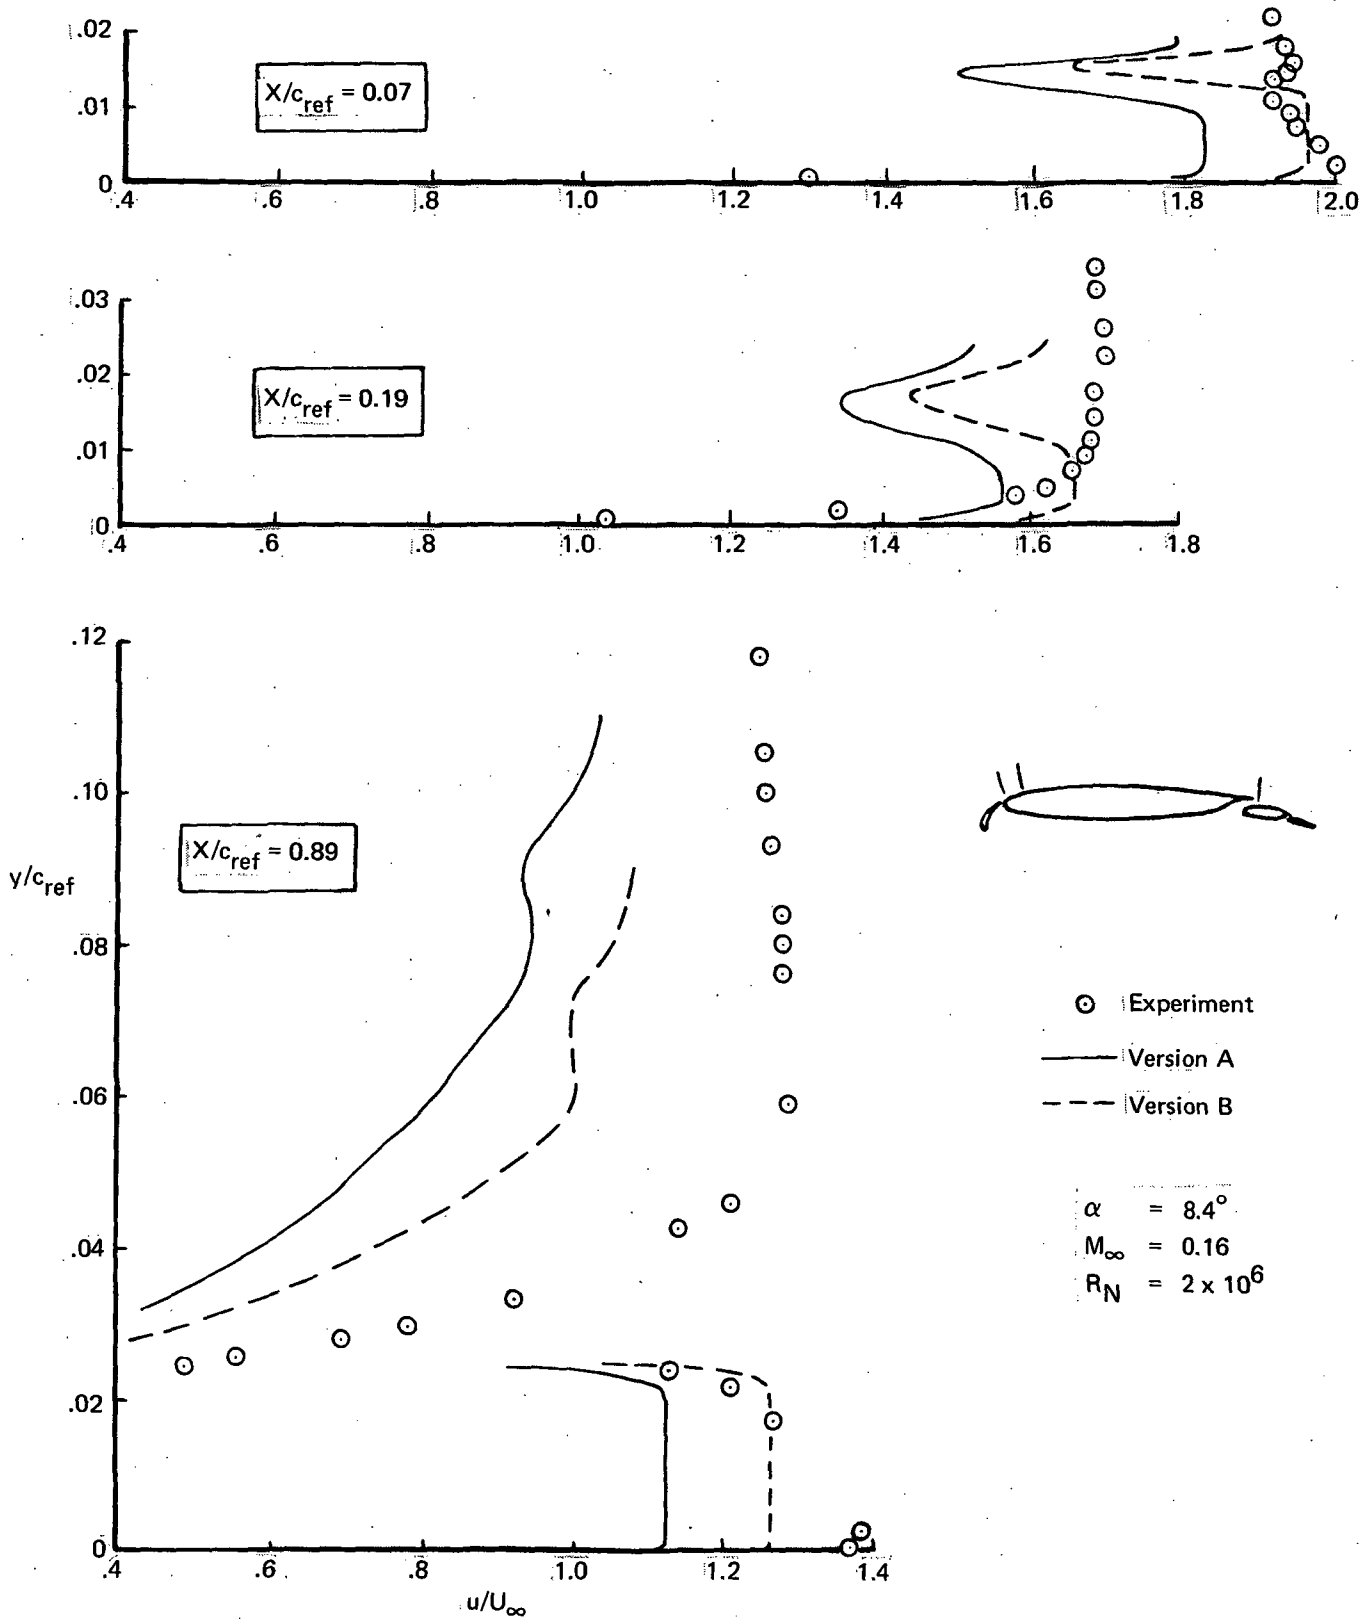 .02
.01
0
X/c_ref = 0.07
.4 .6 .8 1.0 1.2 1.4 1.6 1.8 2.0
.03
.02
.01
0
X/c_ref = 0.19
.4 .6 .8 1.0 1.2 1.4 1.6 1.8
.12
.10
.08
.06
.04
.02
0
y/c_ref
X/c_ref = 0.89
.4 .6 .8 1.0 1.2 1.4
u/U∞
Experiment
Version A
Version B
α = 8.4°
M∞ = 0.16
R_N = 2 x 10^6